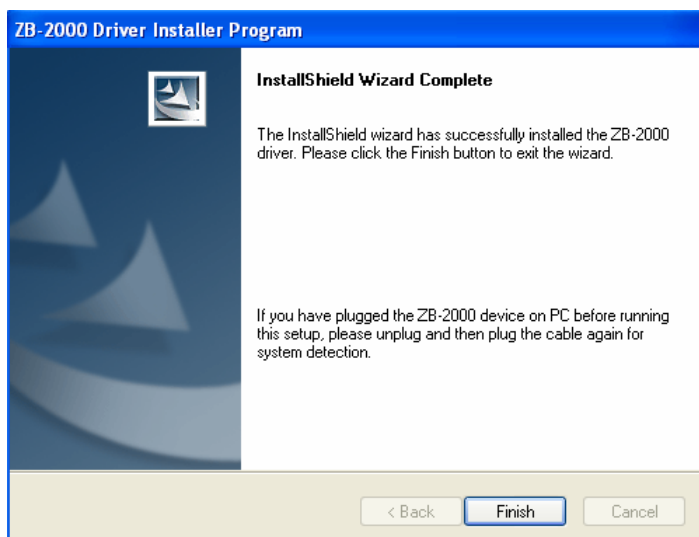 ZB-2000 Driver Installer Program
InstallShield Wizard Complete
The InstallShield wizard has successfully installed the ZB-2000
driver. Please click the Finish button to exit the wizard.
If you have plugged the ZB-2000 device on PC before running
this setup, please unplug and then plug the cable again for
system detection.
< Back Finish Cancel